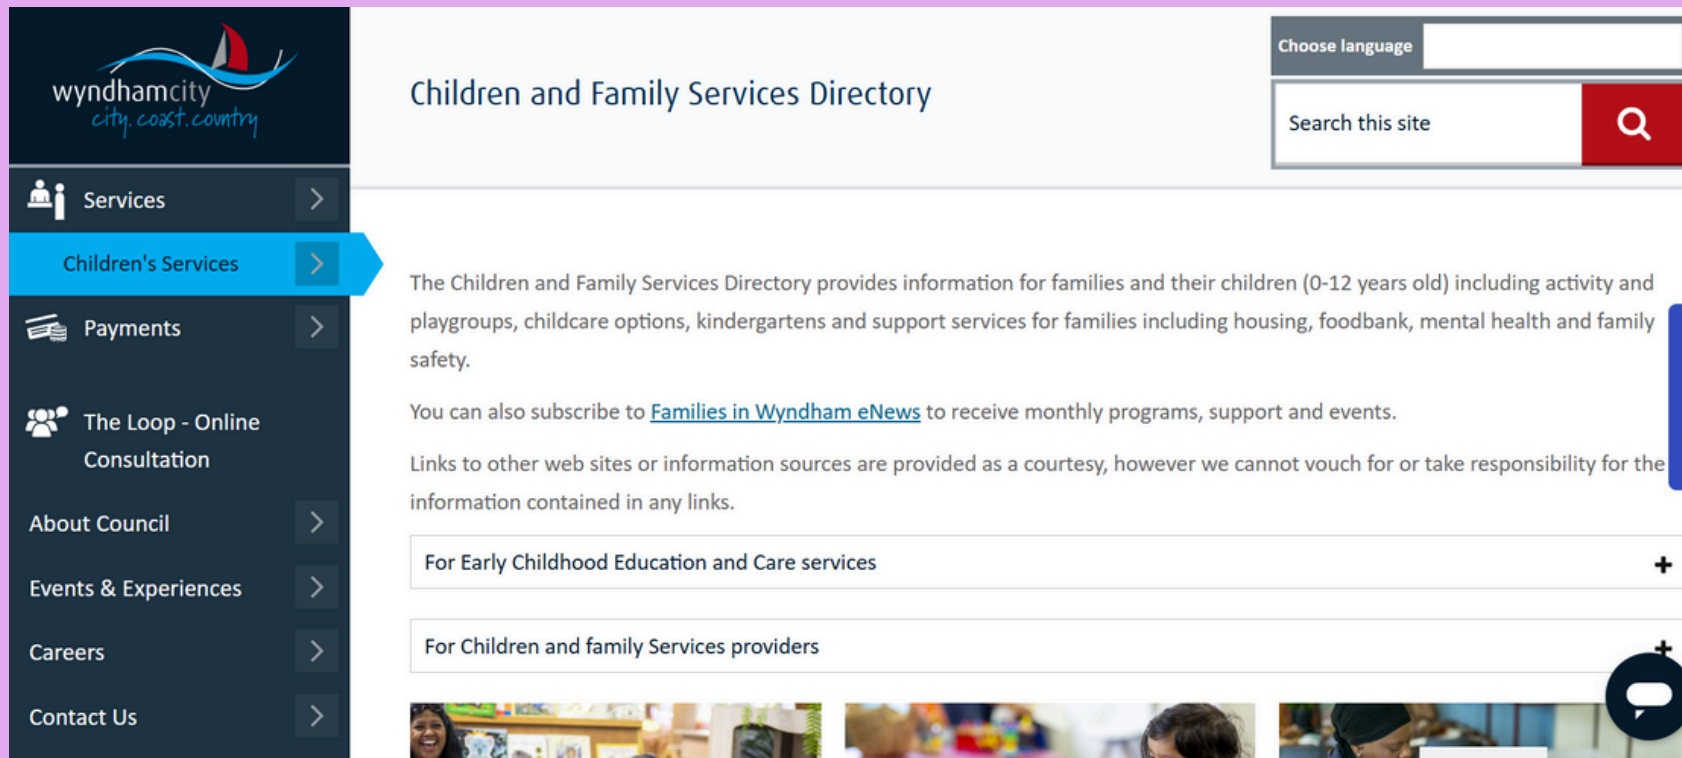 wyndhamcity
city. coast. country
Services
Children's Services
Payments
The Loop - Online
Consultation
About Council
Events & Experiences
Careers
Contact Us
Children and Family Services Directory
Choose language
Search this site
The Children and Family Services Directory provides information for families and their children (0-12 years old) including activity and
playgroups, childcare options, kindergartens and support services for families including housing, foodbank, mental health and family
safety.
You can also subscribe to Families in Wyndham eNews to receive monthly programs, support and events.
Links to other web sites or information sources are provided as a courtesy, however we cannot vouch for or take responsibility for the
information contained in any links.
For Early Childhood Education and Care services
For Children and family Services providers